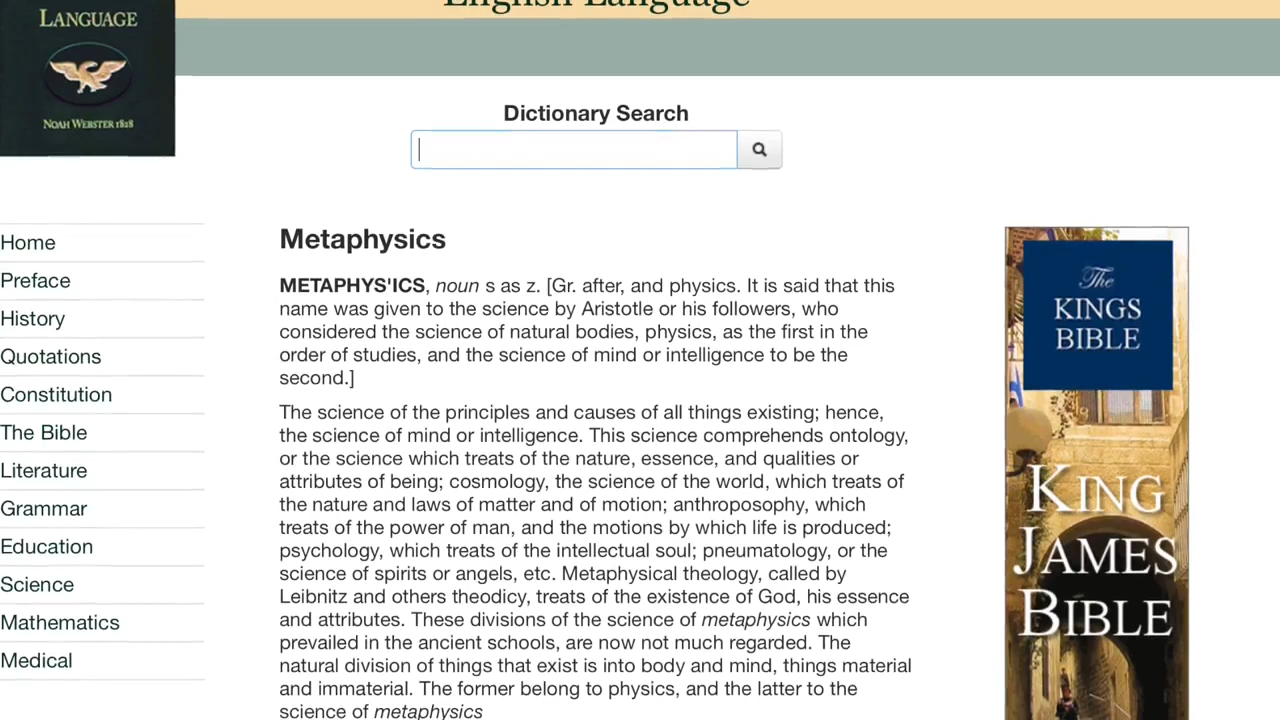 English Language
LANGUAGE
NOAH WEBSTER 1828
Dictionary Search
Home
Preface
History
Quotations
Constitution
The Bible
Literature
Grammar
Education
Science
Mathematics
Medical
Metaphysics
METAPHYS'ICS, noun s as z. [Gr. after, and physics. It is said that this
name was given to the science by Aristotle or his followers, who
considered the science of natural bodies, physics, as the first in the
order of studies, and the science of mind or intelligence to be the
second.]
The science of the principles and causes of all things existing; hence,
the science of mind or intelligence. This science comprehends ontology,
or the science which treats of the nature, essence, and qualities or
attributes of being; cosmology, the science of the world, which treats of
the nature and laws of matter and of motion; anthroposophy, which
treats of the power of man, and the motions by which life is produced;
psychology, which treats of the intellectual soul; pneumatology, or the
science of spirits or angels, etc. Metaphysical theology, called by
Leibnitz and others theodicy, treats of the existence of God, his essence
and attributes. These divisions of the science of metaphysics which
prevailed in the ancient schools, are now not much regarded. The
natural division of things that exist is into body and mind, things material
and immaterial. The former belong to physics, and the latter to the
science of metaphysics
The
KINGS
BIBLE
KING
JAMES
BIBLE